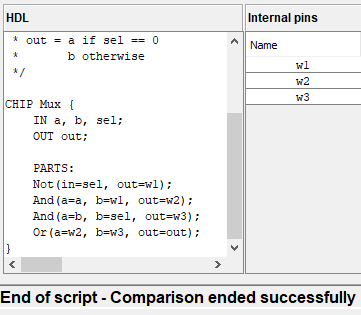 HDL
Internal pins
* out = a if sel == 0
*       b otherwise
*/
CHIP Mux {
IN a, b, sel;
OUT out;
PARTS:
Not(in=sel, out=w1);
And(a=a, b=w1, out=w2);
And(a=b, b=sel, out=w3);
Or(a=w2, b=w3, out=out);
}
Name
w1
w2
w3
End of script - Comparison ended successfully